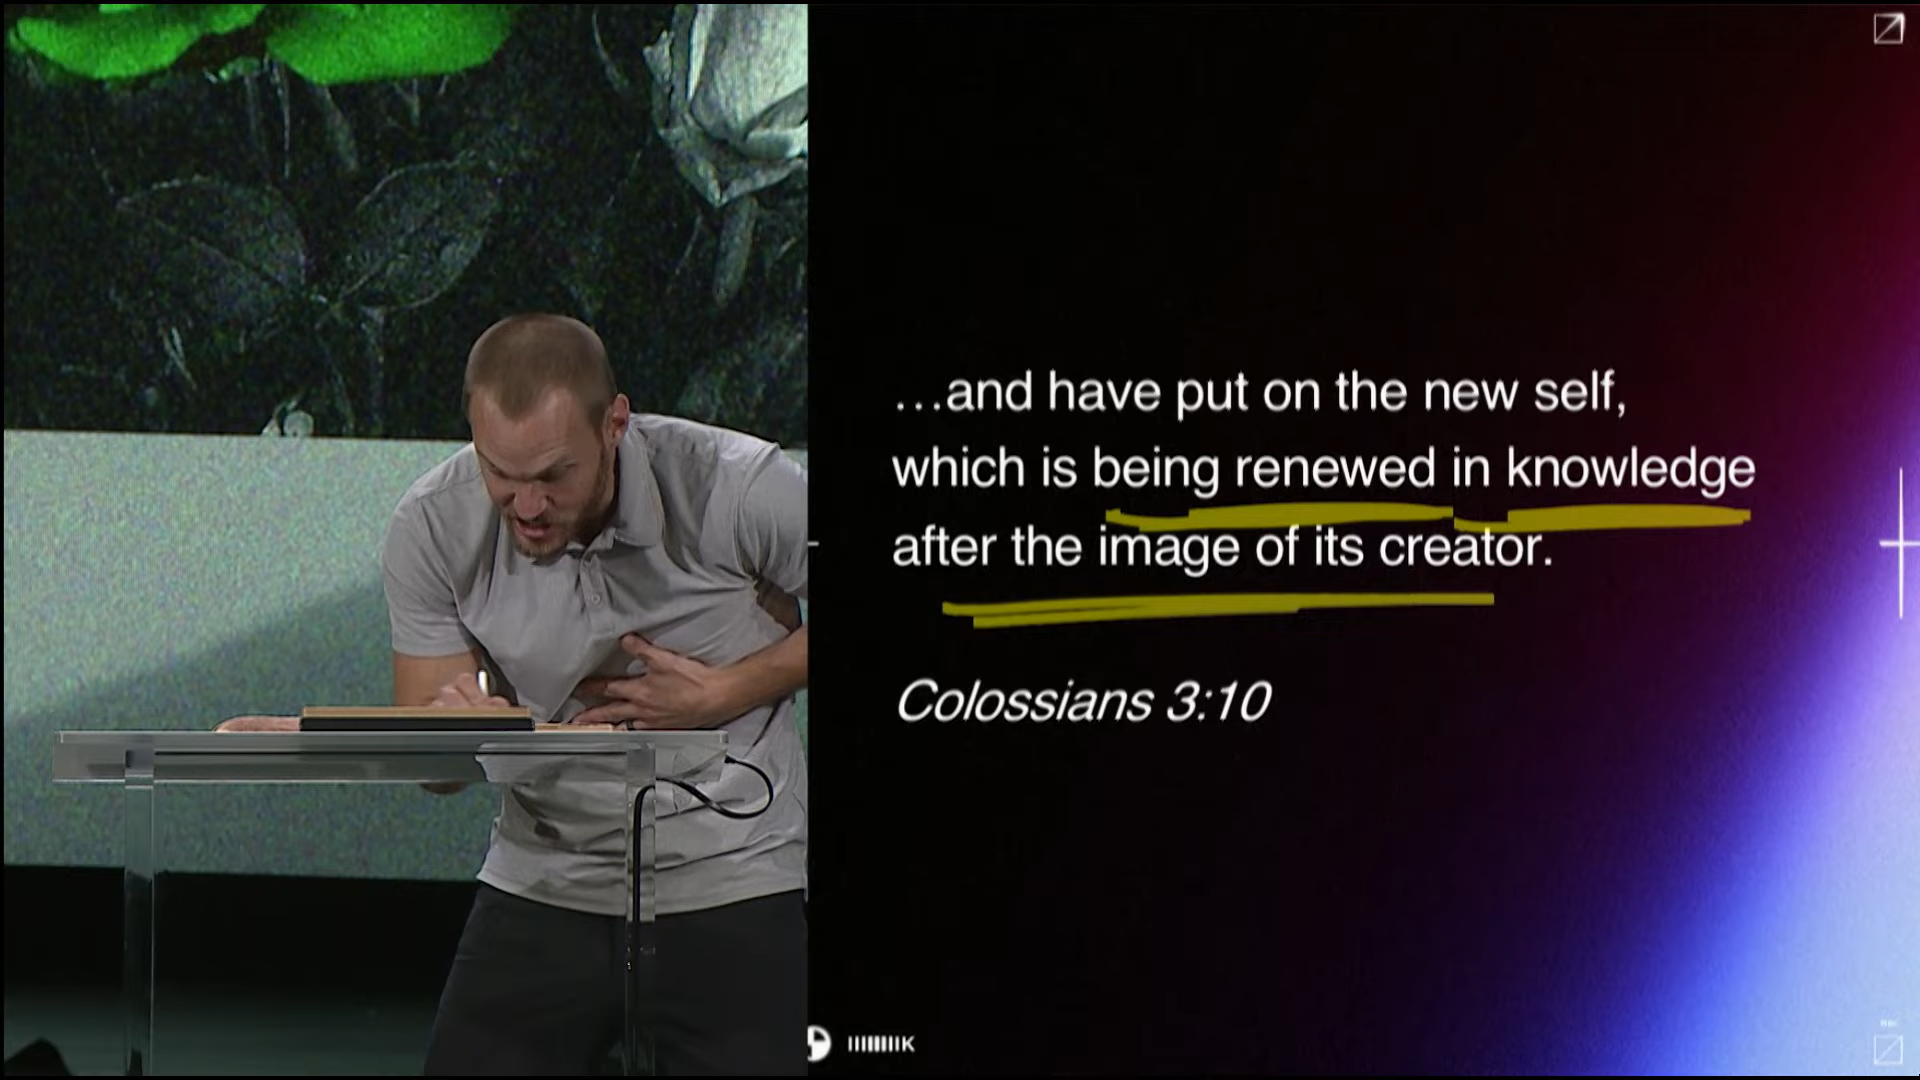 …and have put on the new self,
which is being renewed in knowledge
after the image of its creator.
Colossians 3:10